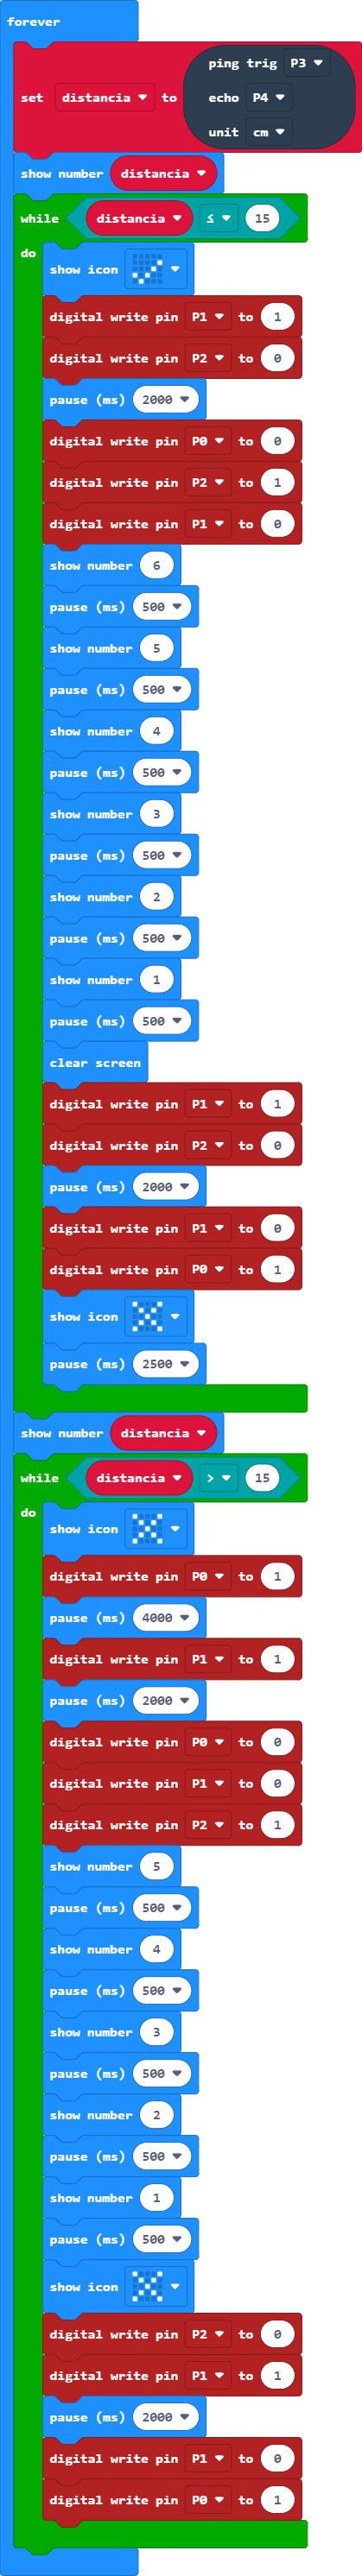 forever
ping trig P3
set distancia to echo P4
unit cm
show number distancia
while distancia ≤ 15
do
show icon
digital write pin P1 to 1
digital write pin P2 to 0
pause (ms) 2000
digital write pin P0 to 0
digital write pin P2 to 1
digital write pin P1 to 0
show number 6
pause (ms) 500
show number 5
pause (ms) 500
show number 4
pause (ms) 500
show number 3
pause (ms) 500
show number 2
pause (ms) 500
show number 1
pause (ms) 500
clear screen
digital write pin P1 to 1
digital write pin P2 to 0
pause (ms) 2000
digital write pin P1 to 0
digital write pin P0 to 1
show icon
pause (ms) 2500
show number distancia
while distancia > 15
do
show icon
digital write pin P0 to 1
pause (ms) 4000
digital write pin P1 to 1
pause (ms) 2000
digital write pin P0 to 0
digital write pin P1 to 0
digital write pin P2 to 1
show number 5
pause (ms) 500
show number 4
pause (ms) 500
show number 3
pause (ms) 500
show number 2
pause (ms) 500
show number 1
pause (ms) 500
show icon
digital write pin P2 to 0
digital write pin P1 to 1
pause (ms) 2000
digital write pin P1 to 0
digital write pin P0 to 1